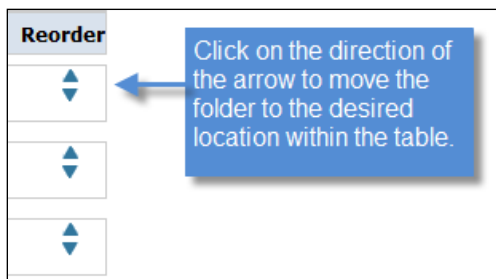 Reorder
Click on the direction of
the arrow to move the
folder to the desired
location within the table.